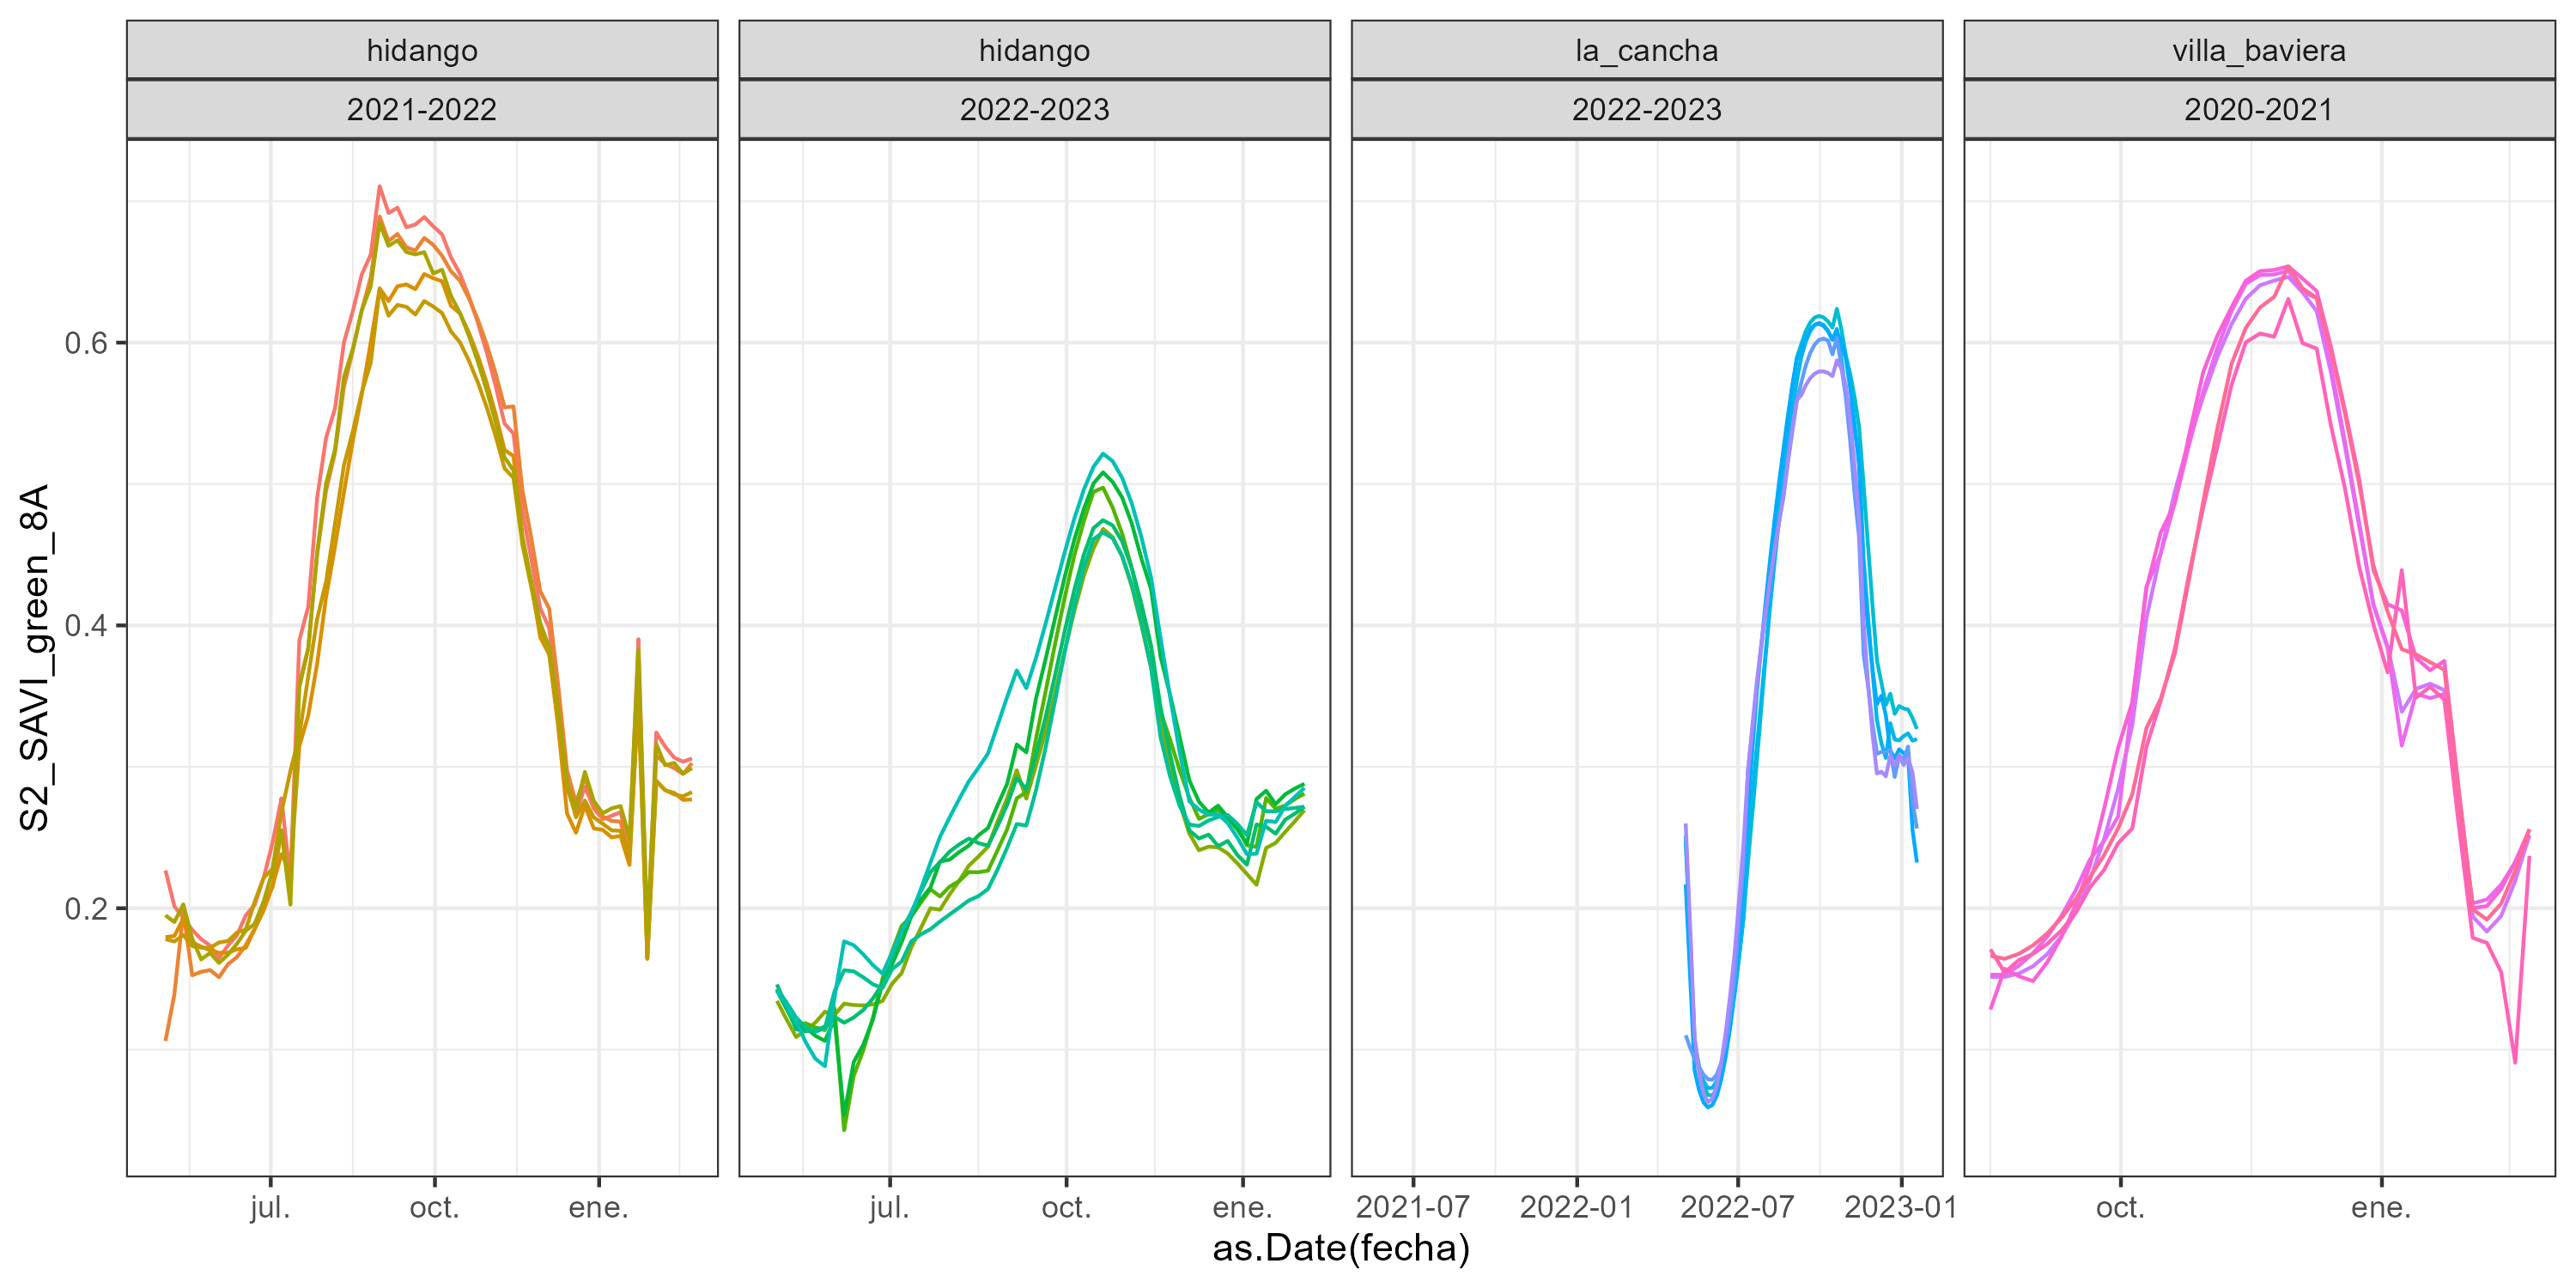 hidango hidango la_cancha villa_baviera
2021-2022 2022-2023 2022-2023 2020-2021
0.6
0.4
0.2
S2_SAVI_green_8A
jul. oct. ene. jul. oct. ene. 2021-07 2022-01 2022-07 2023-01 oct. ene.
as.Date(fecha)